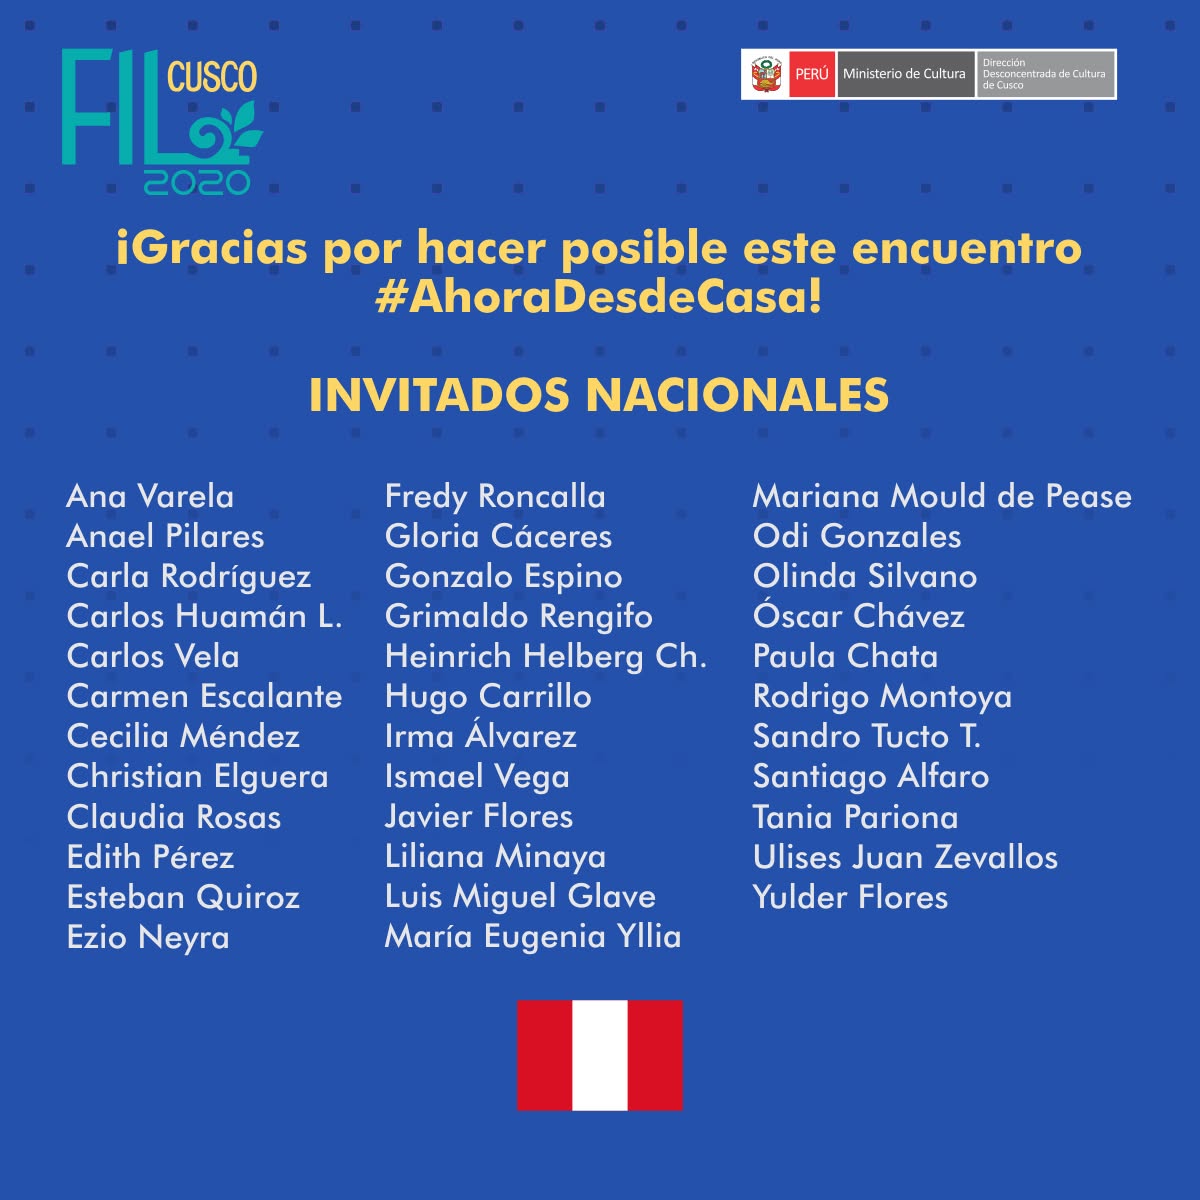 FIL CUSCO
2020
PERÚ
Ministerio de Cultura
Dirección
Desconcentrada de Cultura
de Cusco
¡Gracias por hacer posible este encuentro
#AhoraDesdeCasa!
INVITADOS NACIONALES
Ana Varela
Anael Pilares
Carla Rodríguez
Carlos Huamán L.
Carlos Vela
Carmen Escalante
Cecilia Méndez
Christian Elguera
Claudia Rosas
Edith Pérez
Esteban Quiroz
Ezio Neyra
Fredy Roncalla
Gloria Cáceres
Gonzalo Espino
Grimaldo Rengifo
Heinrich Helberg Ch.
Hugo Carrillo
Irma Álvarez
Ismael Vega
Javier Flores
Liliana Minaya
Luis Miguel Glave
María Eugenia Yllia
Mariana Mould de Pease
Odi Gonzales
Olinda Silvano
Óscar Chávez
Paula Chata
Rodrigo Montoya
Sandro Tucto T.
Santiago Alfaro
Tania Pariona
Ulises Juan Zevallos
Yulder Flores